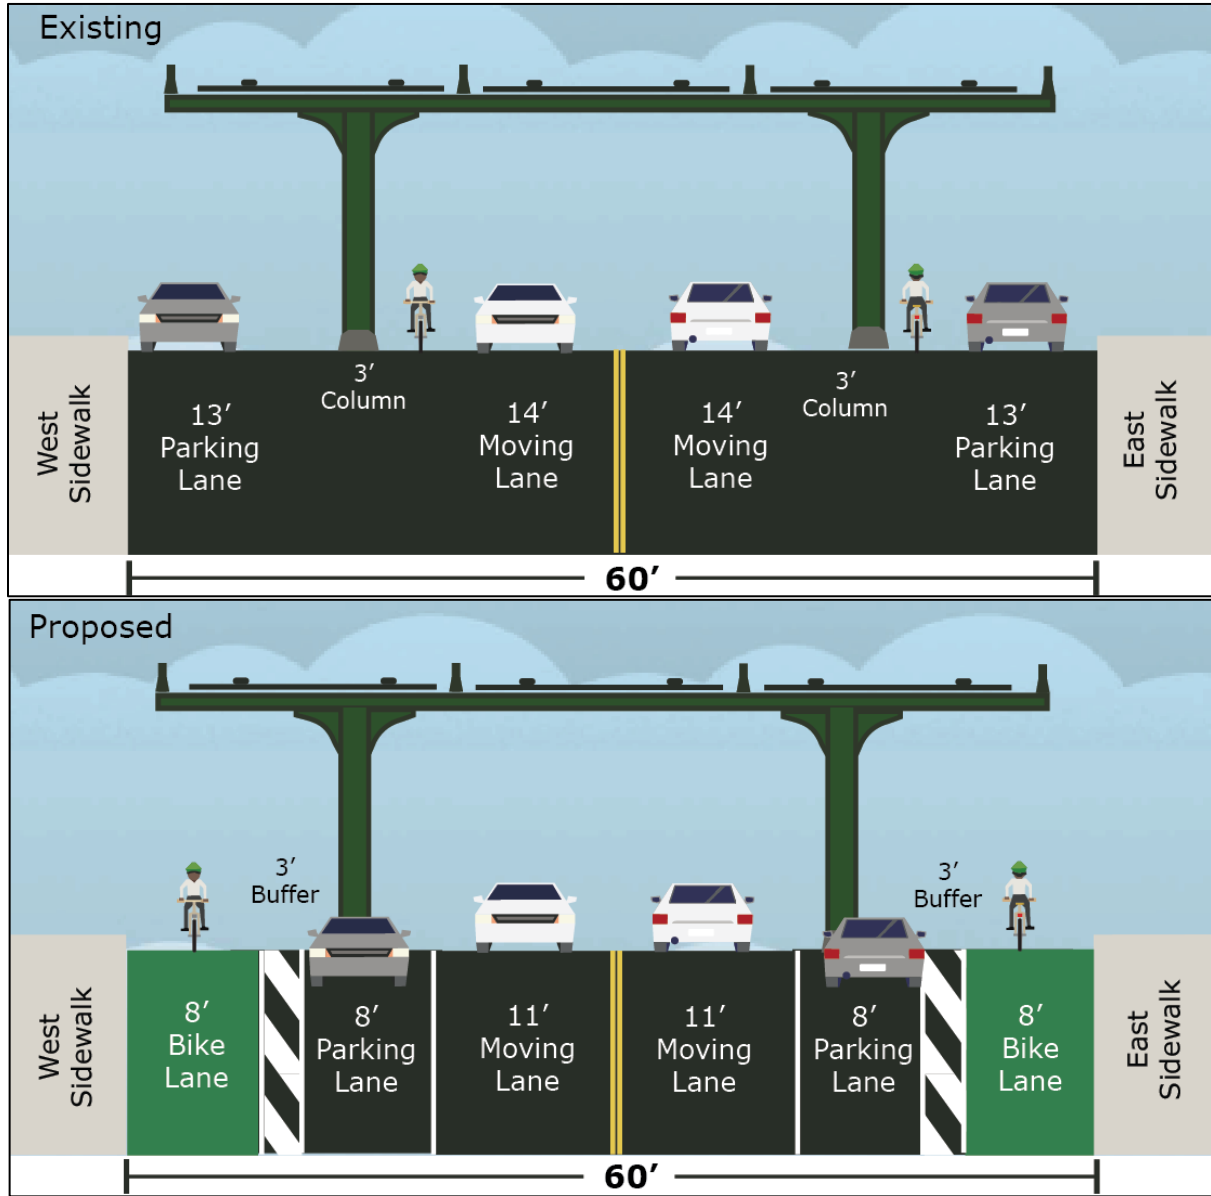 Existing
3’
Column
3’
Column
West
Sidewalk
13’
Parking
Lane
14’
Moving
Lane
14’
Moving
Lane
13’
Parking
Lane
East
Sidewalk
60’
Proposed
3’
Buffer
3’
Buffer
West
Sidewalk
8’
Bike
Lane
8’
Parking
Lane
11’
Moving
Lane
11’
Moving
Lane
8’
Parking
Lane
8’
Bike
Lane
East
Sidewalk
60’